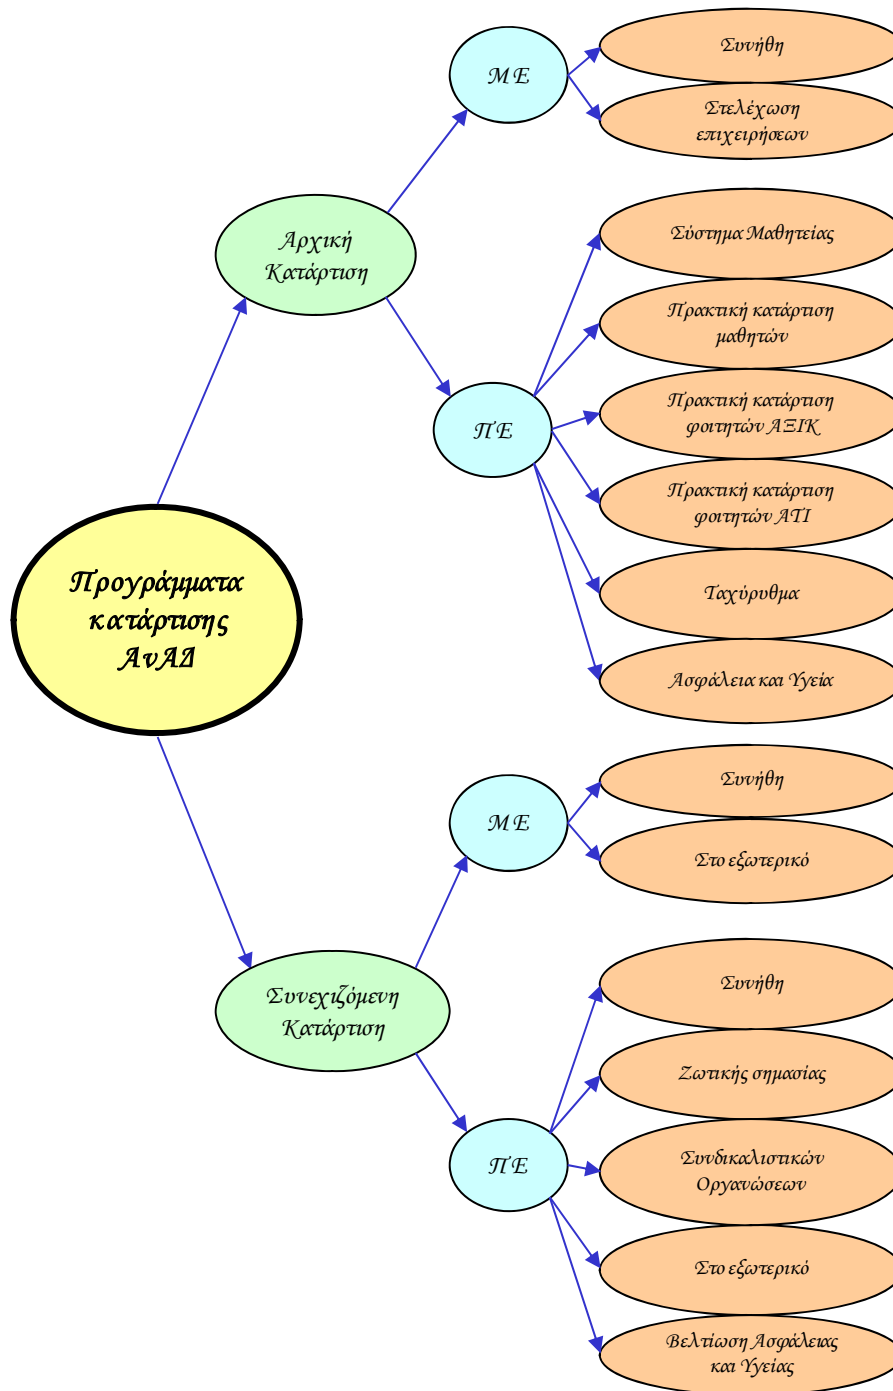 ΜΕ
Συνήθη
Στελέχωση
επιχειρήσεων
Αρχική
Κατάρτιση
Σύστημα Μαθητείας
Πρακτική κατάρτιση
μαθητών
ΠΕ
Πρακτική κατάρτιση
φοιτητών ΑΞΙΚ
Πρακτική κατάρτιση
φοιτητών ΑΤΙ
Ταχύρυθμα
Ασφάλεια και Υγεία
Προγράμματα
κατάρτισης
ΑνΑΔ
ΜΕ
Συνήθη
Στο εξωτερικό
Συνεχιζόμενη
Κατάρτιση
Συνήθη
Ζωτικής σημασίας
ΠΕ
Συνδικαλιστικών
Οργανώσεων
Στο εξωτερικό
Βελτίωση Ασφάλειας
και Υγείας